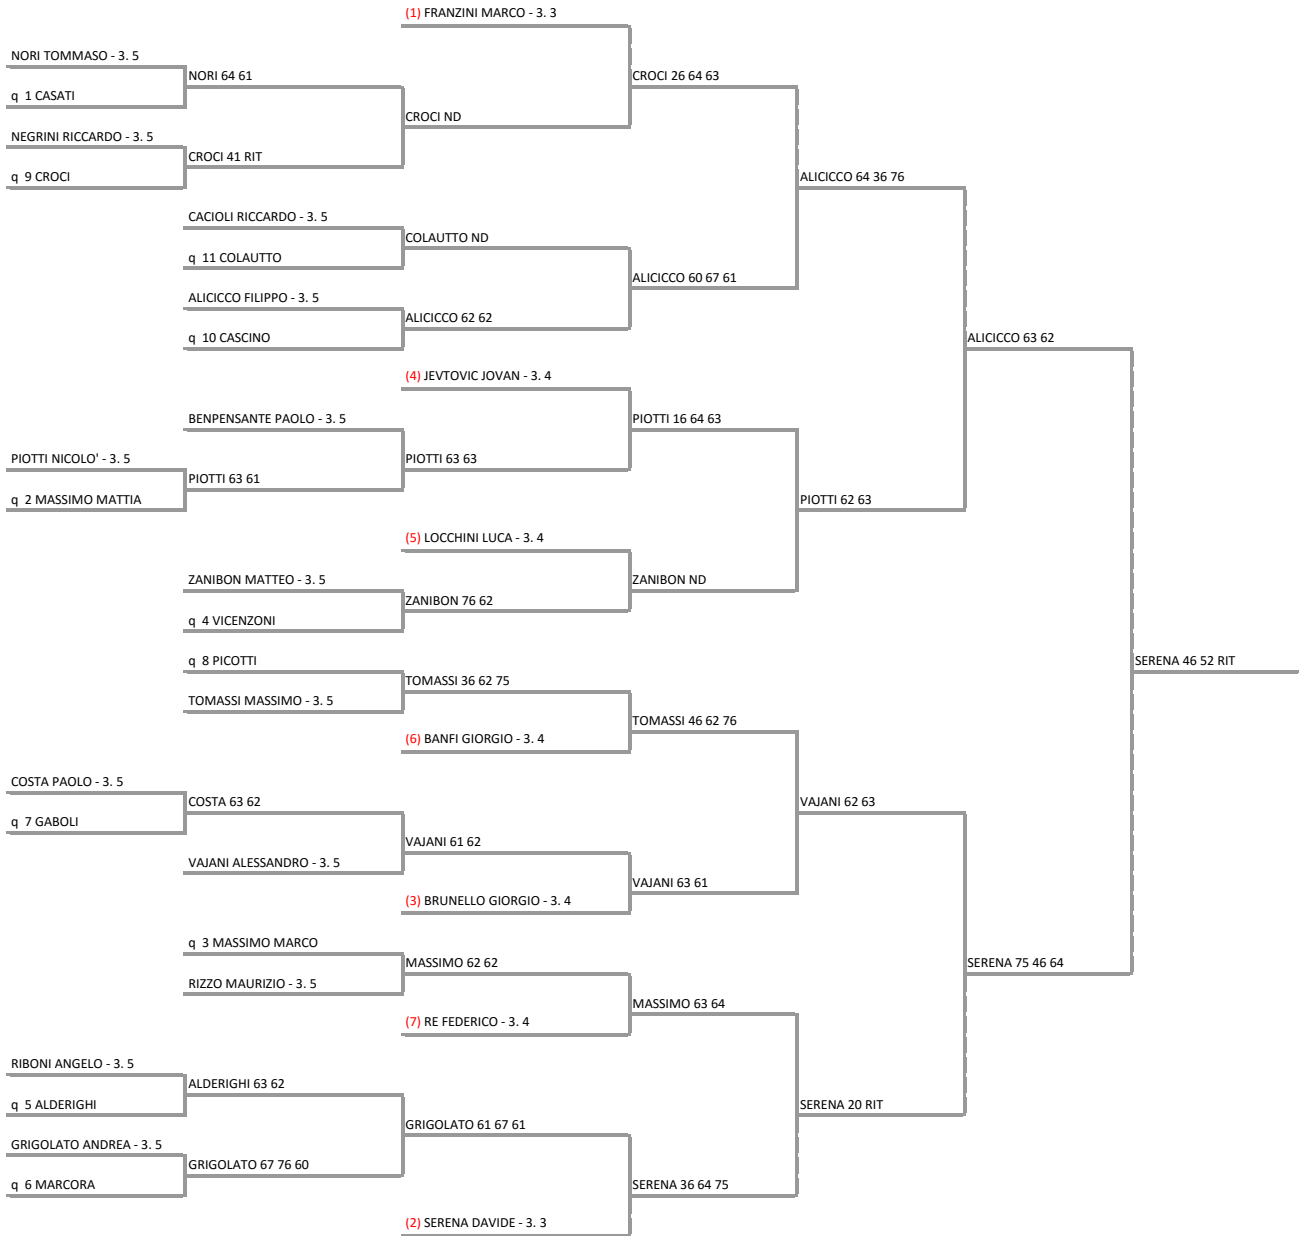 (1) FRANZINI MARCO - 3. 3
NORI TOMMASO - 3. 5
NORI 64 61
CROCI 26 64 63
q 1 CASATI
CROCI ND
NEGRINI RICCARDO - 3. 5
CROCI 41 RIT
q 9 CROCI
ALICICCO 64 36 76
CACIOLI RICCARDO - 3. 5
COLAUTTO ND
q 11 COLAUTTO
ALICICCO 60 67 61
ALICICCO FILIPPO - 3. 5
ALICICCO 62 62
q 10 CASCINO
ALICICCO 63 62
(4) JEVTOVIC JOVAN - 3. 4
BENPENSANTE PAOLO - 3. 5
PIOTTI 16 64 63
PIOTTI NICOLO' - 3. 5
PIOTTI 63 63
PIOTTI 63 61
q 2 MASSIMO MATTIA
PIOTTI 62 63
(5) LOCCHINI LUCA - 3. 4
ZANIBON MATTEO - 3. 5
ZANIBON ND
ZANIBON 76 62
q 4 VICENZONI
q 8 PICOTTI
SERENA 46 52 RIT
TOMASSI 36 62 75
TOMASSI MASSIMO - 3. 5
TOMASSI 46 62 76
(6) BANFI GIORGIO - 3. 4
COSTA PAOLO - 3. 5
COSTA 63 62
VAJANI 62 63
q 7 GABOLI
VAJANI 61 62
VAJANI ALESSANDRO - 3. 5
VAJANI 63 61
(3) BRUNELLO GIORGIO - 3. 4
q 3 MASSIMO MARCO
MASSIMO 62 62
SERENA 75 46 64
RIZZO MAURIZIO - 3. 5
MASSIMO 63 64
(7) RE FEDERICO - 3. 4
RIBONI ANGELO - 3. 5
ALDERIGHI 63 62
q 5 ALDERIGHI
SERENA 20 RIT
GRIGOLATO 61 67 61
GRIGOLATO ANDREA - 3. 5
GRIGOLATO 67 76 60
q 6 MARCORA
SERENA 36 64 75
(2) SERENA DAVIDE - 3. 3